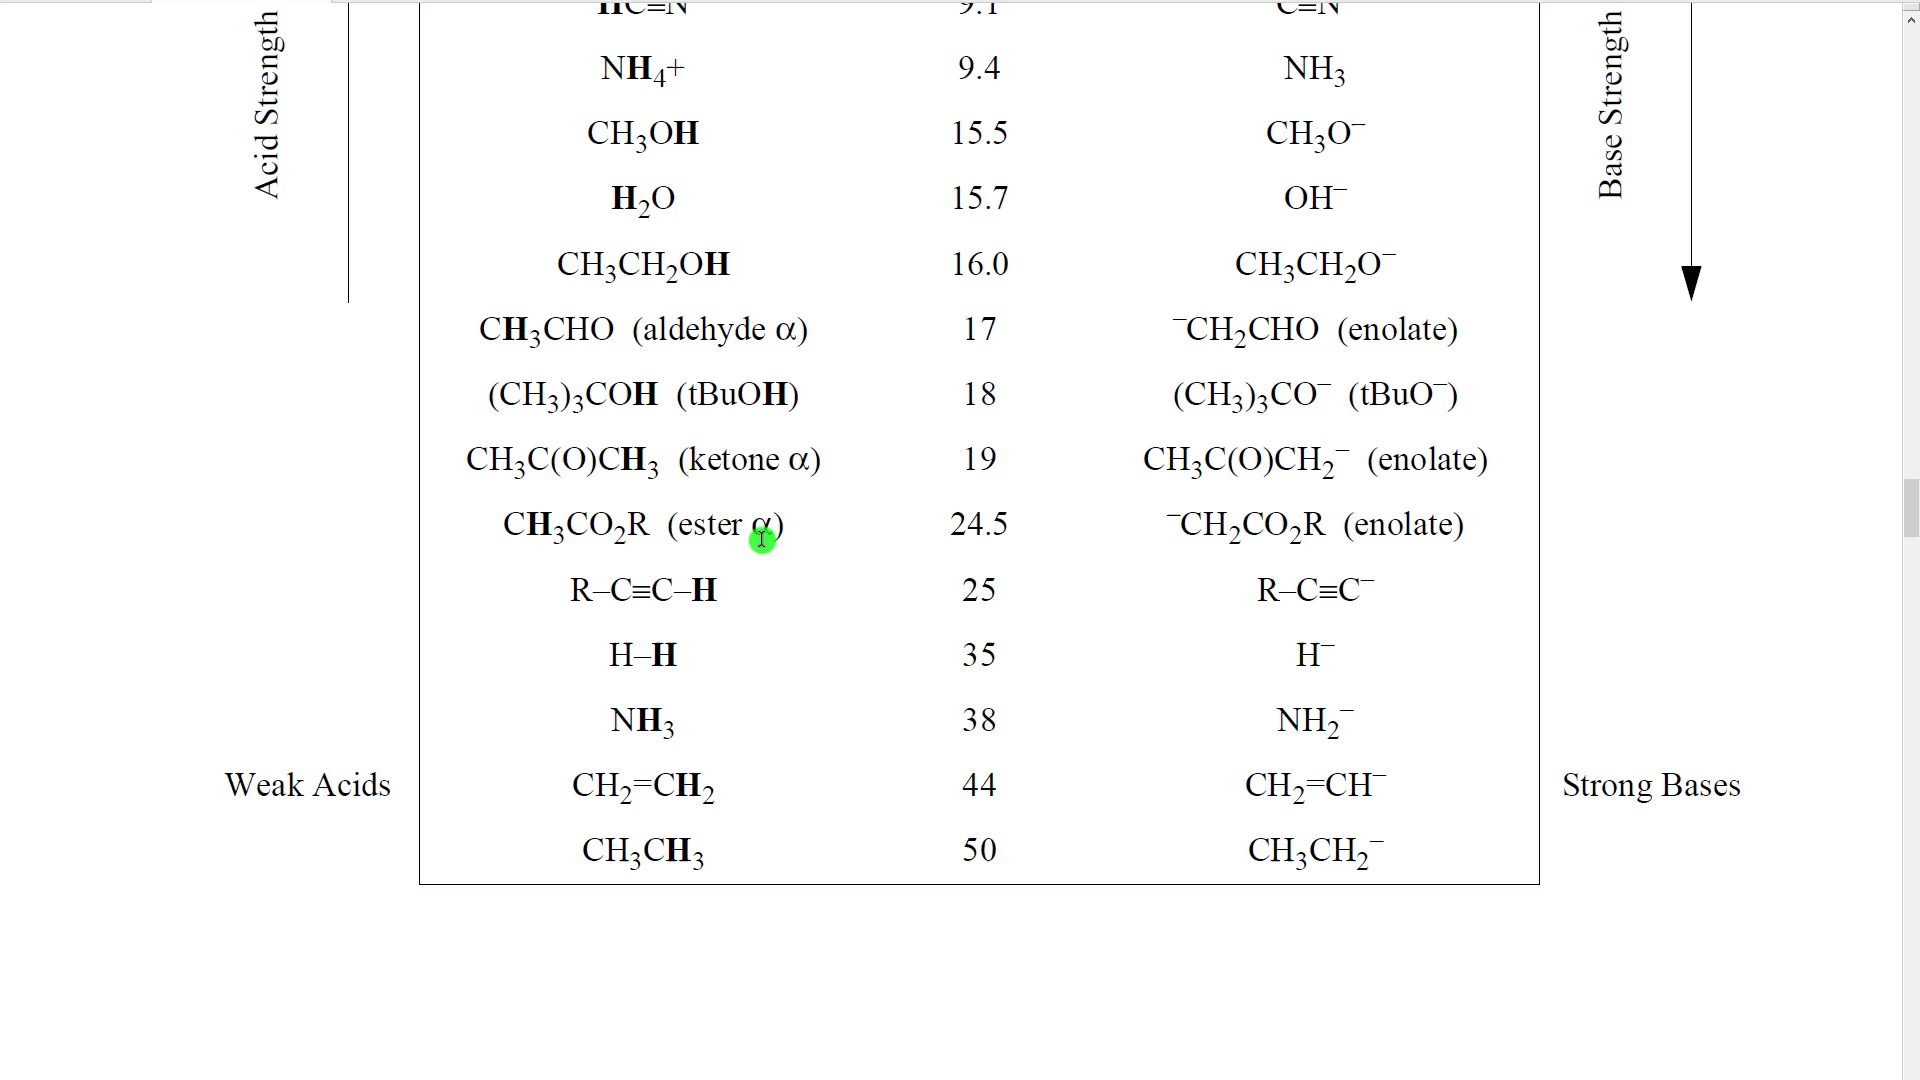 HC≡N 9.1 C≡N
Acid Strength
Base Strength
NH₄+ 9.4 NH₃
CH₃OH 15.5 CH₃O⁻
H₂O 15.7 OH⁻
CH₃CH₂OH 16.0 CH₃CH₂O⁻
CH₃CHO (aldehyde α) 17 ⁻CH₂CHO (enolate)
(CH₃)₃COH (tBuOH) 18 (CH₃)₃CO⁻ (tBuO⁻)
CH₃C(O)CH₃ (ketone α) 19 CH₃C(O)CH₂⁻ (enolate)
CH₃CO₂R (ester α) 24.5 ⁻CH₂CO₂R (enolate)
R–C≡C–H 25 R–C≡C⁻
H–H 35 H⁻
NH₃ 38 NH₂⁻
Weak Acids CH₂=CH₂ 44 CH₂=CH⁻ Strong Bases
CH₃CH₃ 50 CH₃CH₂⁻